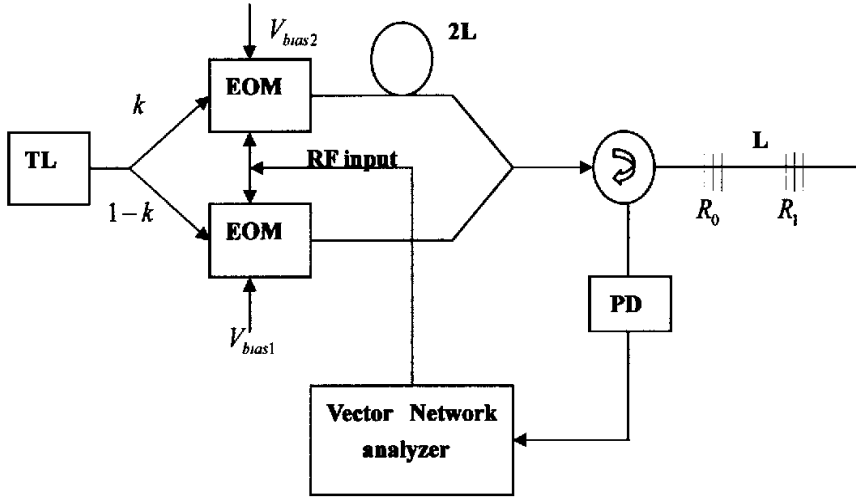 V_bias2
2L
EOM
k
TL
RF input
L
1-k
EOM
R_0
R_1
PD
V_bias1
Vector Network
analyzer